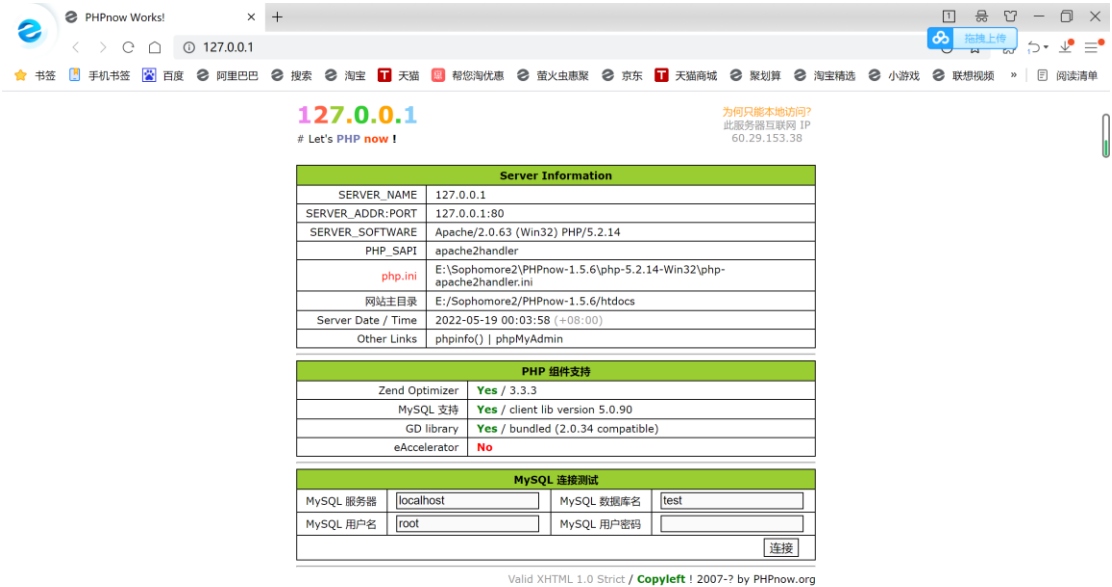 PHPnow Works!
127.0.0.1
拖拽上传
书签 手机书签 百度 阿里巴巴 搜索 淘宝 天猫 帮您淘优惠 萤火虫惠聚 京东 天猫商城 聚划算 淘宝精选 小游戏 联想视频 » 阅读清单
127.0.0.1
# Let's PHP now !
为何只能本地访问?
此服务器互联网 IP
60.29.153.38
Server Information
SERVER_NAME 127.0.0.1
SERVER_ADDR:PORT 127.0.0.1:80
SERVER_SOFTWARE Apache/2.0.63 (Win32) PHP/5.2.14
PHP_SAPI apache2handler
php.ini E:\Sophomore2\PHPnow-1.5.6\php-5.2.14-Win32\php-
apache2handler.ini
网站主目录 E:/Sophomore2/PHPnow-1.5.6/htdocs
Server Date / Time 2022-05-19 00:03:58 (+08:00)
Other Links phpinfo() | phpMyAdmin
PHP 组件支持
Zend Optimizer Yes / 3.3.3
MySQL 支持 Yes / client lib version 5.0.90
GD library Yes / bundled (2.0.34 compatible)
eAccelerator No
MySQL 连接测试
MySQL 服务器 localhost MySQL 数据库名 test
MySQL 用户名 root MySQL 用户密码
连接
Valid XHTML 1.0 Strict / Copyleft ! 2007-? by PHPnow.org